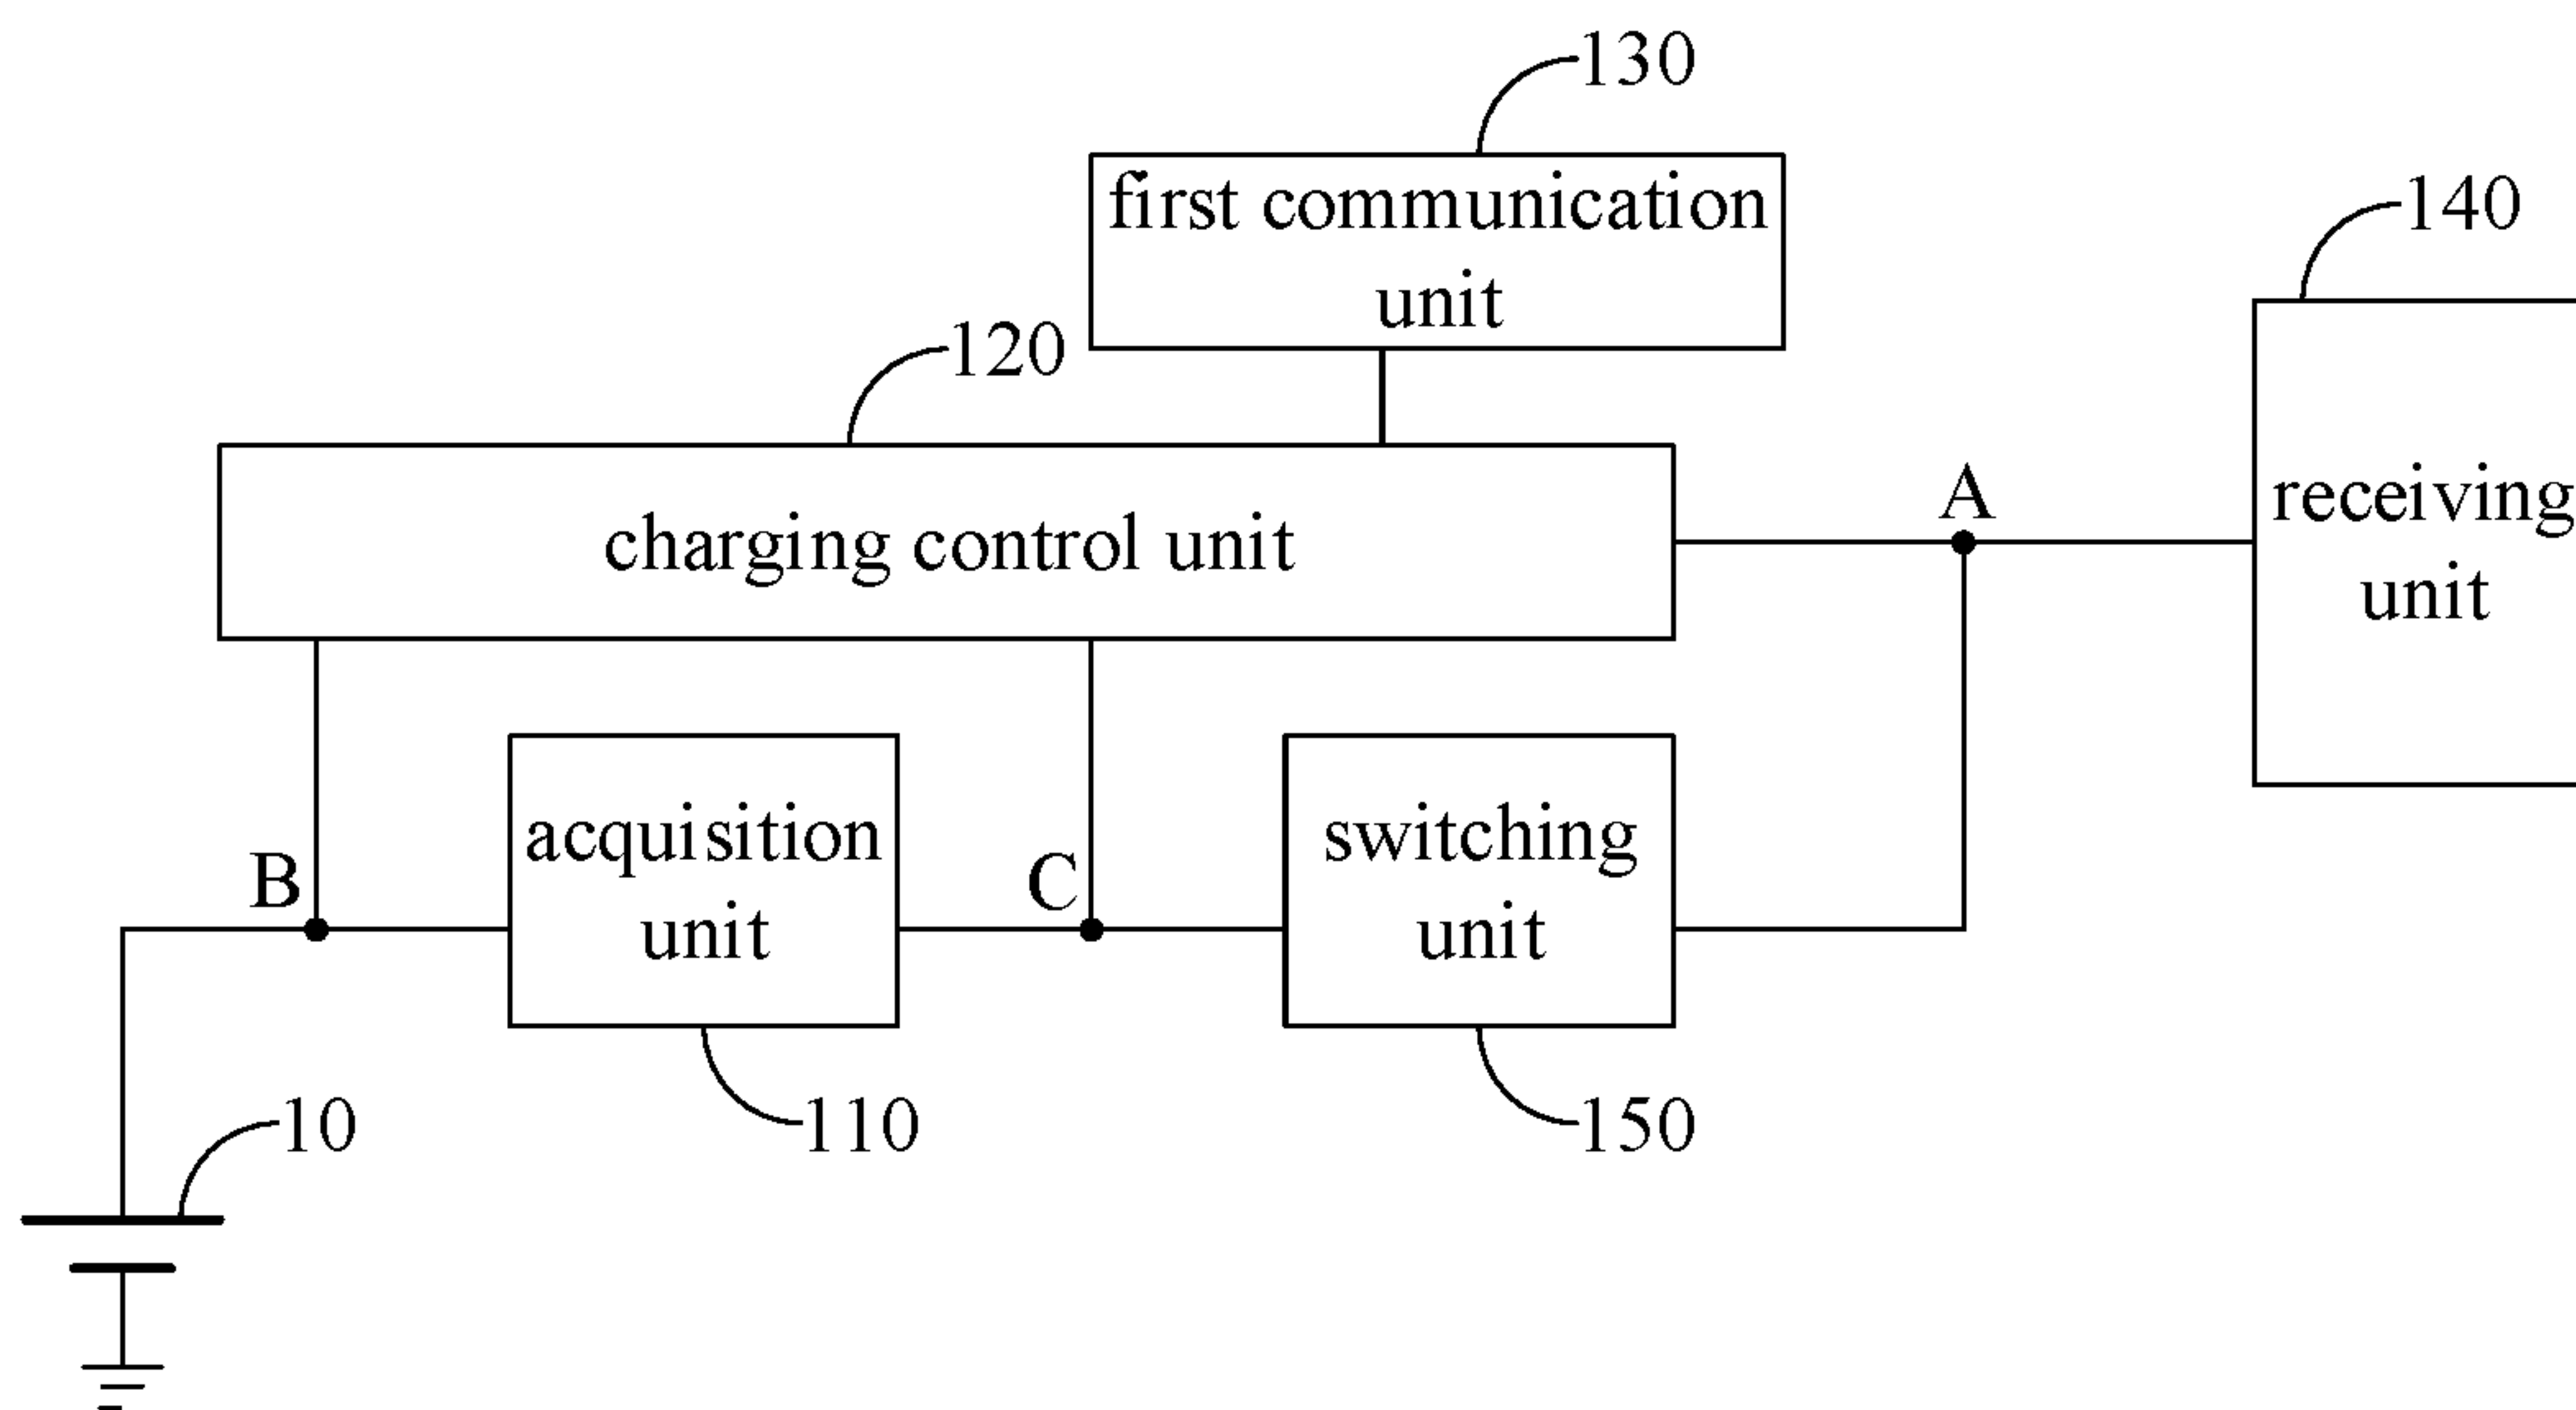 130
first communication
unit
140
120
charging control unit
A
receiving
unit
B
acquisition
unit
C
switching
unit
10
110
150